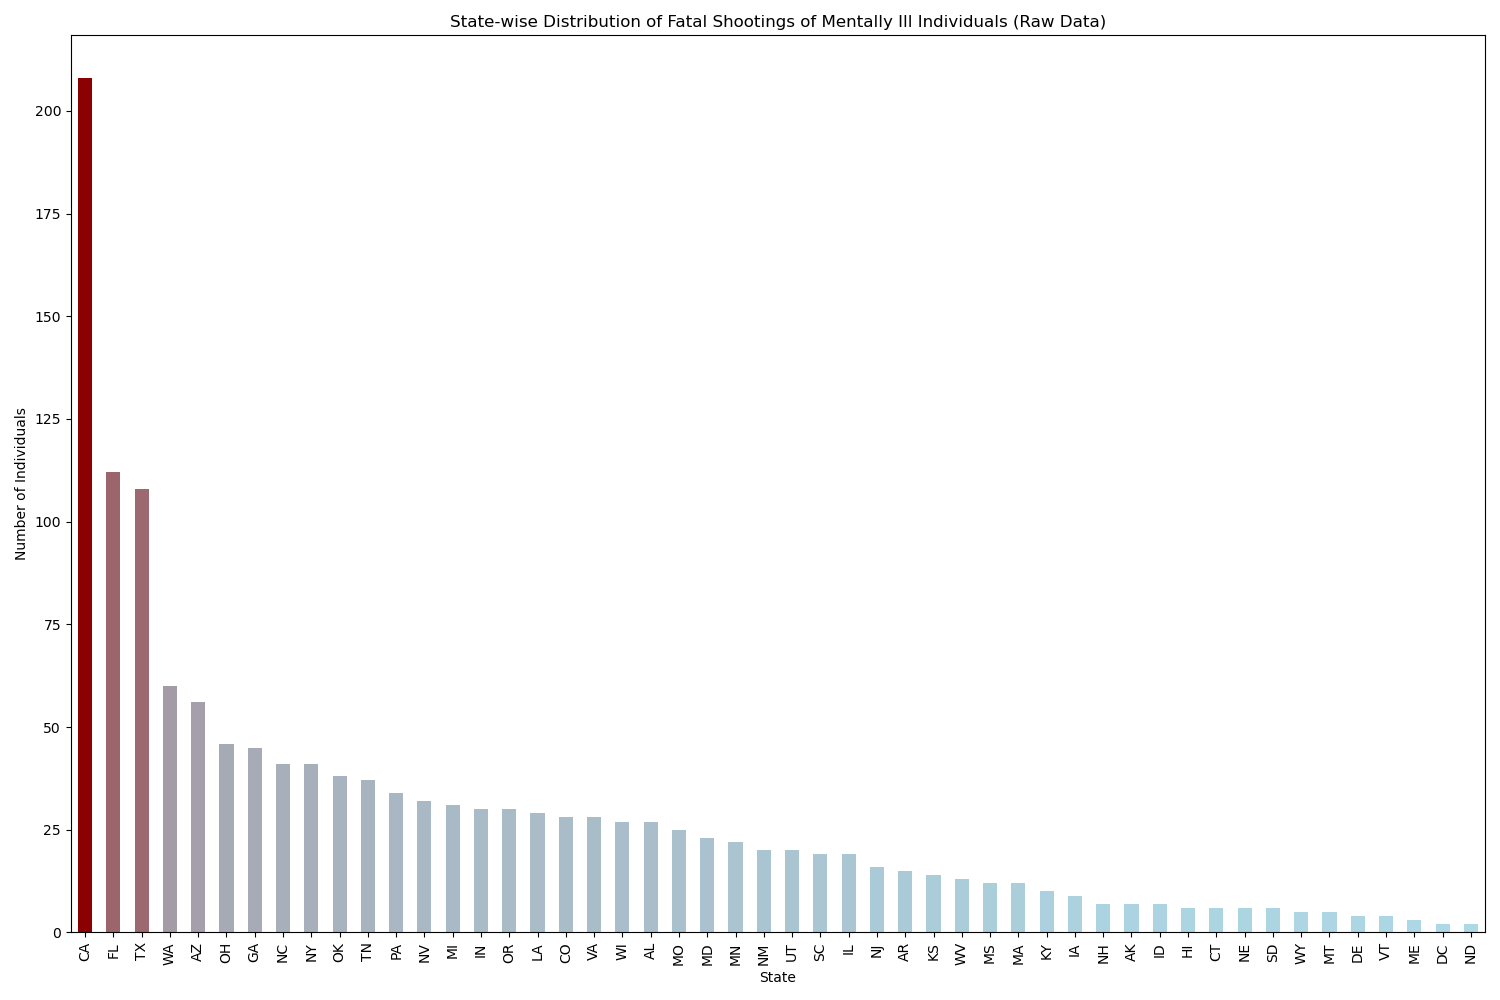 State-wise Distribution of Fatal Shootings of Mentally Ill Individuals (Raw Data)
Number of Individuals
200
175
150
125
100
75
50
25
0
CA FL TX WA AZ OH GA NC NY OK TN PA NV MI IN OR LA CO VA WI AL MO MD MN NM UT SC IL NJ AR KS WV MS MA KY IA NH AK ID HI CT NE SD WY MT DE VT ME DC ND
State